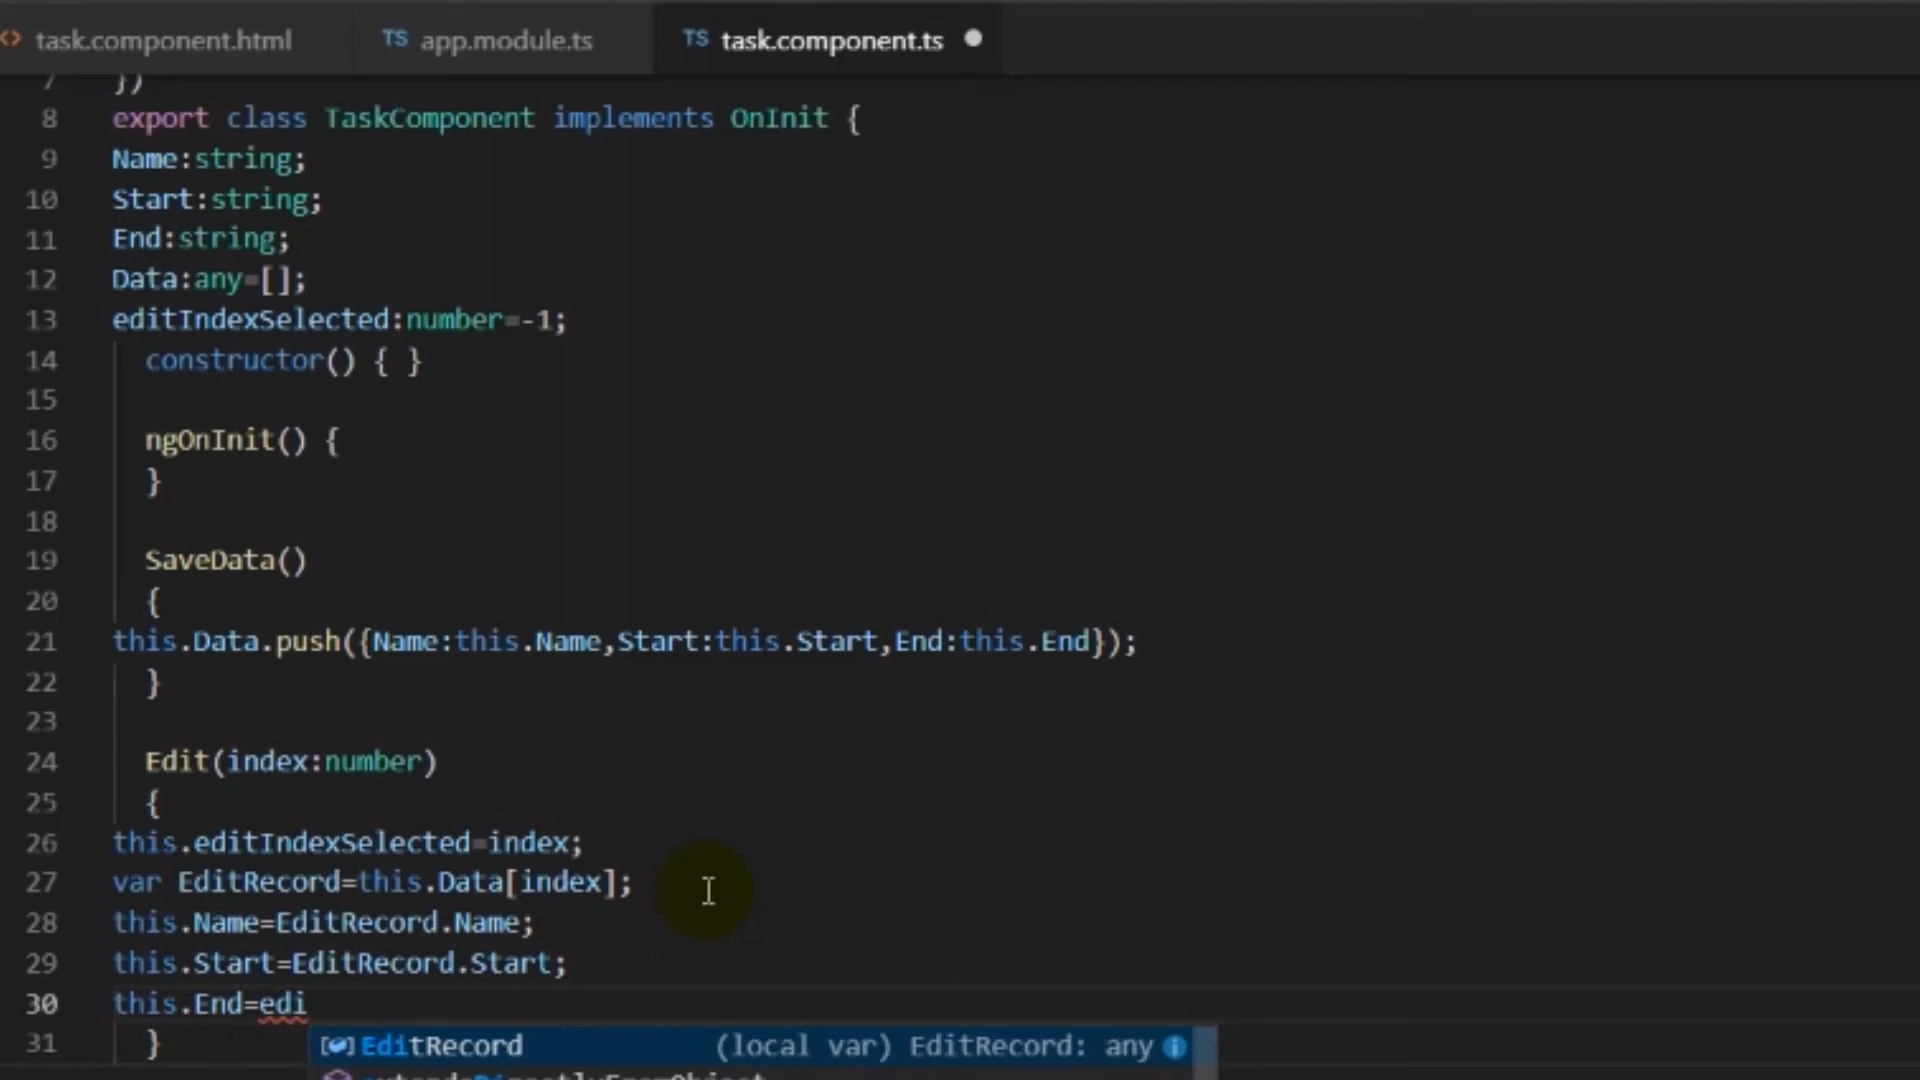 <> task.component.html TS app.module.ts TS task.component.ts
7 })
8 export class TaskComponent implements OnInit {
9 Name:string;
10 Start:string;
11 End:string;
12 Data:any=[];
13 editIndexSelected:number=-1;
14 constructor() { }
15
16 ngOnInit() {
17 }
18
19 SaveData()
20 {
21 this.Data.push({Name:this.Name,Start:this.Start,End:this.End});
22 }
23
24 Edit(index:number)
25 {
26 this.editIndexSelected=index;
27 var EditRecord=this.Data[index];
28 this.Name=EditRecord.Name;
29 this.Start=EditRecord.Start;
30 this.End=edi
31 }
EditRecord (local var) EditRecord: any